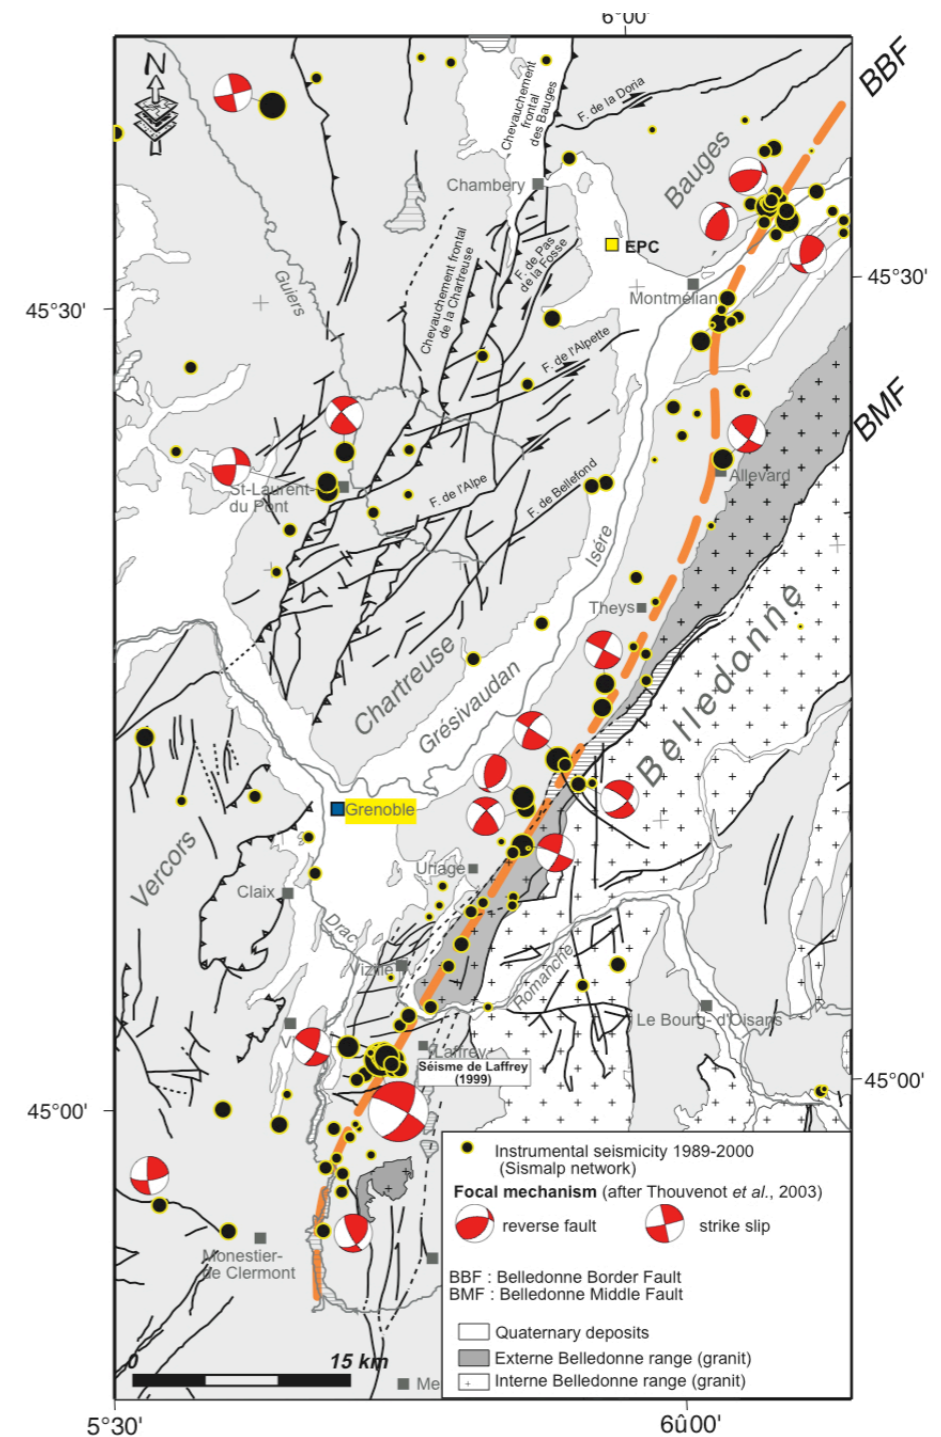 6°00'
BBF
N
Chevauchement
frontal
des Bauges
F. de la Doria
Bauges
Chambery
EPC
Chevauchement frontal
de la Chartreuse
F. de Pas
de la Fosse
Guiers
Montmélian
45°30'
45°30'
F. de l'Alpette
BMF
St-Laurent-
du Pont
F. de l'Alpe
F. de Bellefond
Allevard
Isére
Theys
Belledonne
Chartreuse
Grésivaudan
Grenoble
Vercors
Uriage
Claix
Drac
Vizille
Romanche
Le Bourg- d'Oisans
Laffrey
Séisme de Laffrey
(1999)
45°00'
45°00'
Instrumental seismicity 1989-2000
(Sismalp network)
Focal mechanism (after Thouvenot et al., 2003)
reverse fault
strike slip
Monestier-
de Clermont
BBF : Belledonne Border Fault
BMF : Belledonne Middle Fault
Quaternary deposits
Externe Belledonne range (granit)
Interne Belledonne range (granit)
0
15 km
Me
5°30'
6°00'